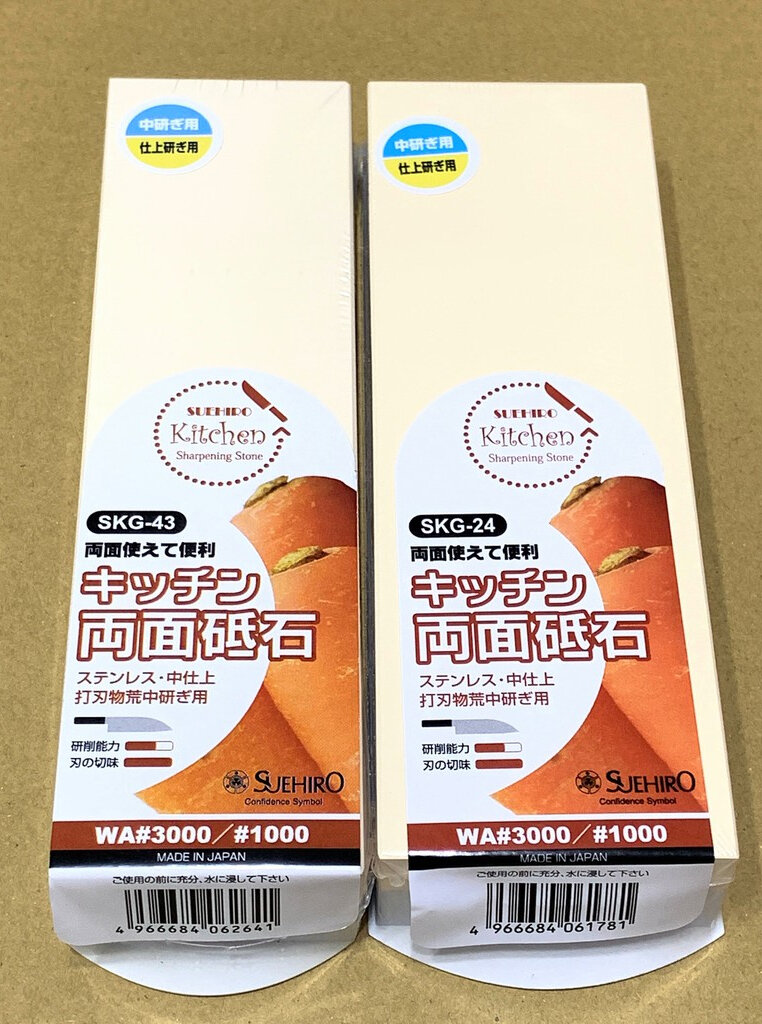 中研ぎ用
仕上研ぎ用
SUEHIRO
Kitchen
Sharpening Stone
SKG-43
両面使えて便利
キッチン
両面砥石
ステンレス・中仕上
打刃物荒中研ぎ用
研削能力
刃の切味
SUEHIRO
Confidence Symbol
WA#3000/#1000
MADE IN JAPAN
ご使用の前に充分、水に浸して下さい
4 966684 062641
中研ぎ用
仕上研ぎ用
SUEHIRO
Kitchen
Sharpening Stone
SKG-24
両面使えて便利
キッチン
両面砥石
ステンレス・中仕上
打刃物荒中研ぎ用
研削能力
刃の切味
SUEHIRO
Confidence Symbol
WA#3000/#1000
MADE IN JAPAN
ご使用の前に充分、水に浸して下さい
4 966684 061781